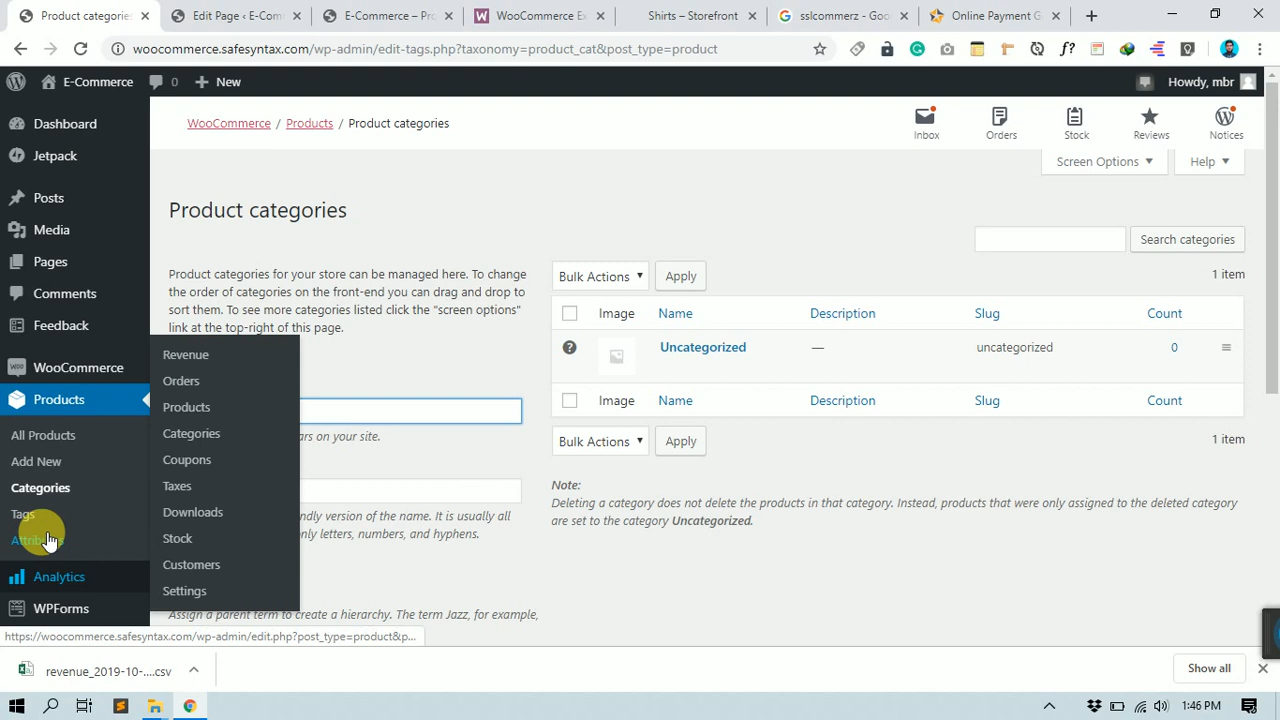 Product categories
Edit Page ‹ E-Com
E-Commerce – Pro
WooCommerce Ex
Shirts – Storefront
sslcommerz - Goo
Online Payment G
woocommerce.safesyntax.com/wp-admin/edit-tags.php?taxonomy=product_cat&post_type=product
E-Commerce
0
New
Howdy, mbr
Dashboard
Jetpack
Posts
Media
Pages
Comments
Feedback
WooCommerce
Products
All Products
Add New
Categories
Tags
Attributes
Analytics
WPForms
Revenue
Orders
Products
Categories
Coupons
Taxes
Downloads
Stock
Customers
Settings
WooCommerce / Products / Product categories
Inbox
Orders
Stock
Reviews
Notices
Screen Options
Help
Product categories
Search categories
Product categories for your store can be managed here. To change
the order of categories on the front-end you can drag and drop to
sort them. To see more categories listed click the "screen options"
link at the top-right of this page.
ars on your site.
ndly version of the name. It is usually all
only letters, numbers, and hyphens.
Assign a parent term to create a hierarchy. The term Jazz, for example,
Bulk Actions
Apply
1 item
Image Name Description Slug Count
Uncategorized — uncategorized 0
Image Name Description Slug Count
Bulk Actions
Apply
1 item
Note:
Deleting a category does not delete the products in that category. Instead, products that were only assigned to the deleted category
are set to the category Uncategorized.
https://woocommerce.safesyntax.com/wp-admin/edit.php?post_type=product&p...
revenue_2019-10-....csv
Show all
1:46 PM